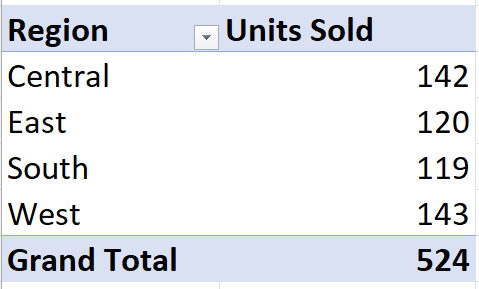 Region Units Sold
Central 142
East 120
South 119
West 143
Grand Total 524